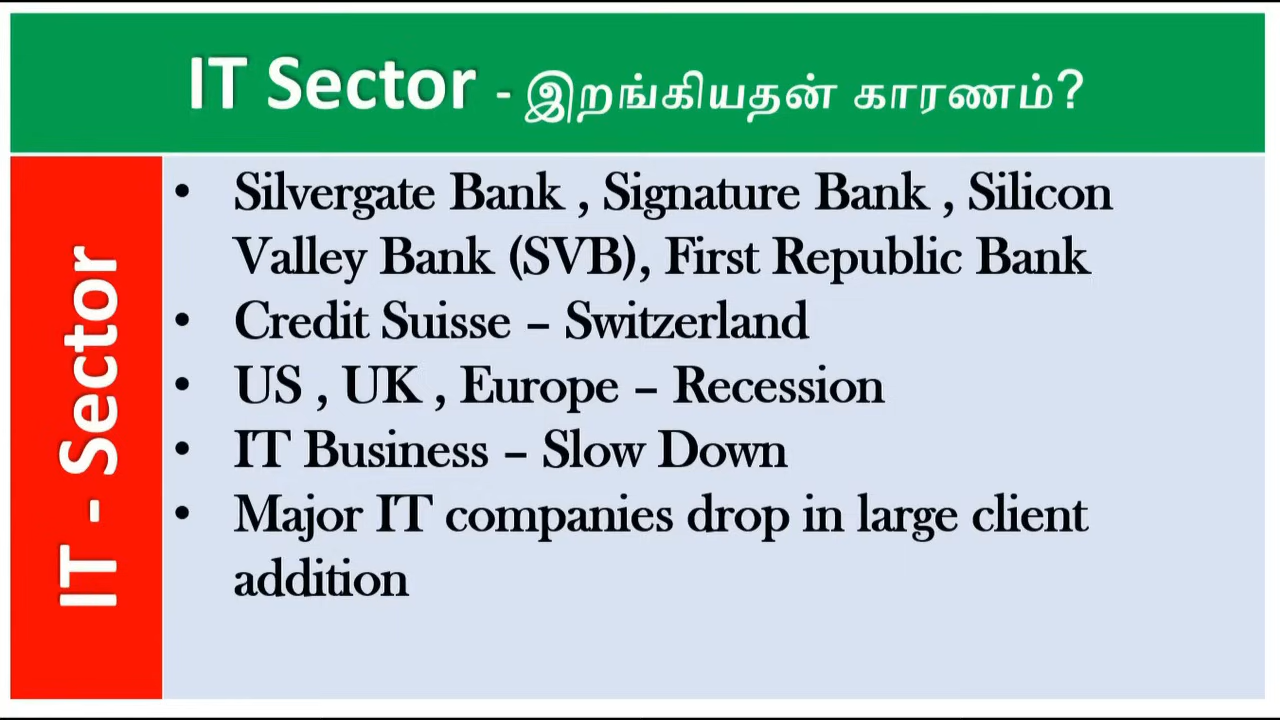 IT Sector - இறங்கியதன் காரணம்?
IT - Sector
• Silvergate Bank , Signature Bank , Silicon
Valley Bank (SVB), First Republic Bank
• Credit Suisse – Switzerland
• US , UK , Europe – Recession
• IT Business – Slow Down
• Major IT companies drop in large client
addition